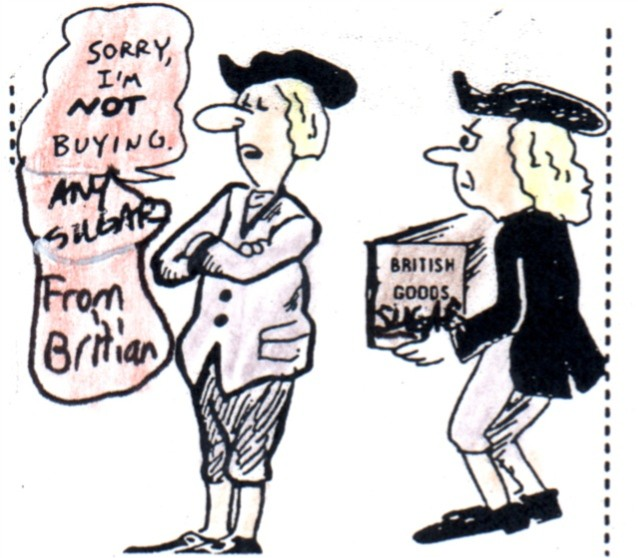 SORRY,
I'M
NOT
BUYING.
ANY
SUGAR
From
Britian
BRITISH
GOODS
SUGAR